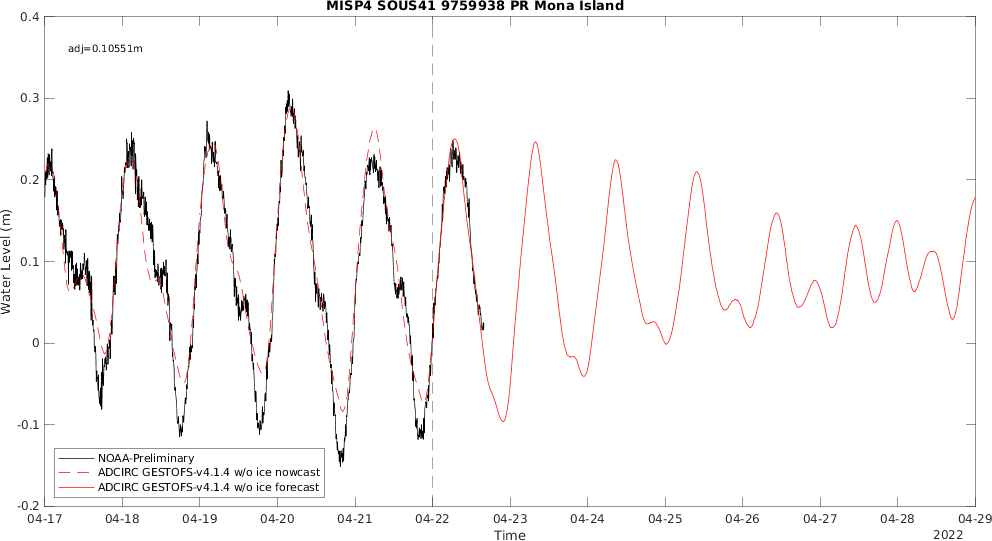 MISP4 SOUS41 9759938 PR Mona Island
0.4
adj=0.10551m
0.3
0.2
0.1
0
-0.1
-0.2
Water Level (m)
NOAA-Preliminary
ADCIRC GESTOFS-v4.1.4 w/o ice nowcast
ADCIRC GESTOFS-v4.1.4 w/o ice forecast
04-17 04-18 04-19 04-20 04-21 04-22 04-23 04-24 04-25 04-26 04-27 04-28 04-29
Time
2022